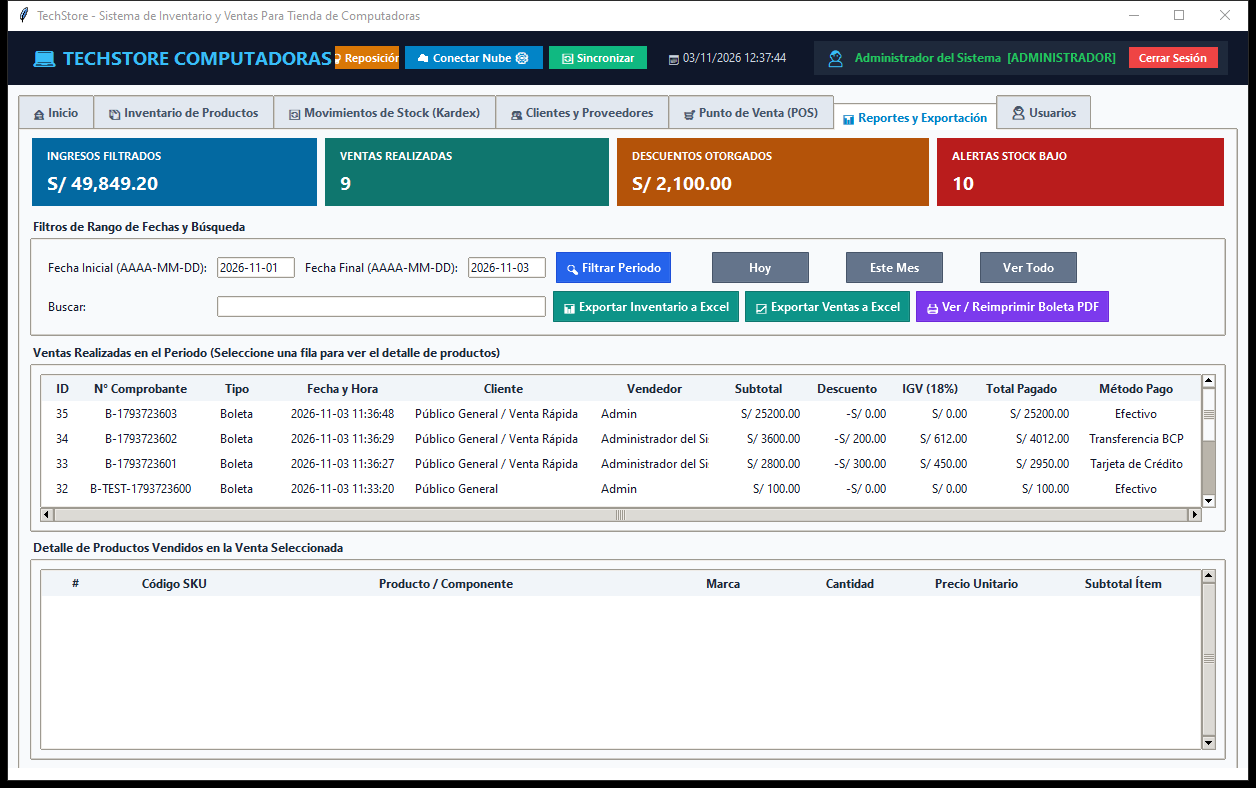 TechStore - Sistema de Inventario y Ventas Para Tienda de Computadoras
TECHSTORE COMPUTADORAS Reposición Conectar Nube Sincronizar 03/11/2026 12:37:44 Administrador del Sistema [ADMINISTRADOR] Cerrar Sesión
Inicio Inventario de Productos Movimientos de Stock (Kardex) Clientes y Proveedores Punto de Venta (POS) Reportes y Exportación Usuarios
INGRESOS FILTRADOS
S/ 49,849.20
VENTAS REALIZADAS
9
DESCUENTOS OTORGADOS
S/ 2,100.00
ALERTAS STOCK BAJO
10
Filtros de Rango de Fechas y Búsqueda
Fecha Inicial (AAAA-MM-DD): 2026-11-01 Fecha Final (AAAA-MM-DD): 2026-11-03 Filtrar Periodo Hoy Este Mes Ver Todo
Buscar: Exportar Inventario a Excel Exportar Ventas a Excel Ver / Reimprimir Boleta PDF
Ventas Realizadas en el Periodo (Seleccione una fila para ver el detalle de productos)
ID N° Comprobante Tipo Fecha y Hora Cliente Vendedor Subtotal Descuento IGV (18%) Total Pagado Método Pago
35 B-1793723603 Boleta 2026-11-03 11:36:48 Público General / Venta Rápida Admin S/ 25200.00 -S/ 0.00 S/ 0.00 S/ 25200.00 Efectivo
34 B-1793723602 Boleta 2026-11-03 11:36:29 Público General / Venta Rápida Administrador del Si S/ 3600.00 -S/ 200.00 S/ 612.00 S/ 4012.00 Transferencia BCP
33 B-1793723601 Boleta 2026-11-03 11:36:27 Público General / Venta Rápida Administrador del Si S/ 2800.00 -S/ 300.00 S/ 450.00 S/ 2950.00 Tarjeta de Crédito
32 B-TEST-1793723600 Boleta 2026-11-03 11:33:20 Público General Admin S/ 100.00 -S/ 0.00 S/ 0.00 S/ 100.00 Efectivo
Detalle de Productos Vendidos en la Venta Seleccionada
# Código SKU Producto / Componente Marca Cantidad Precio Unitario Subtotal Ítem